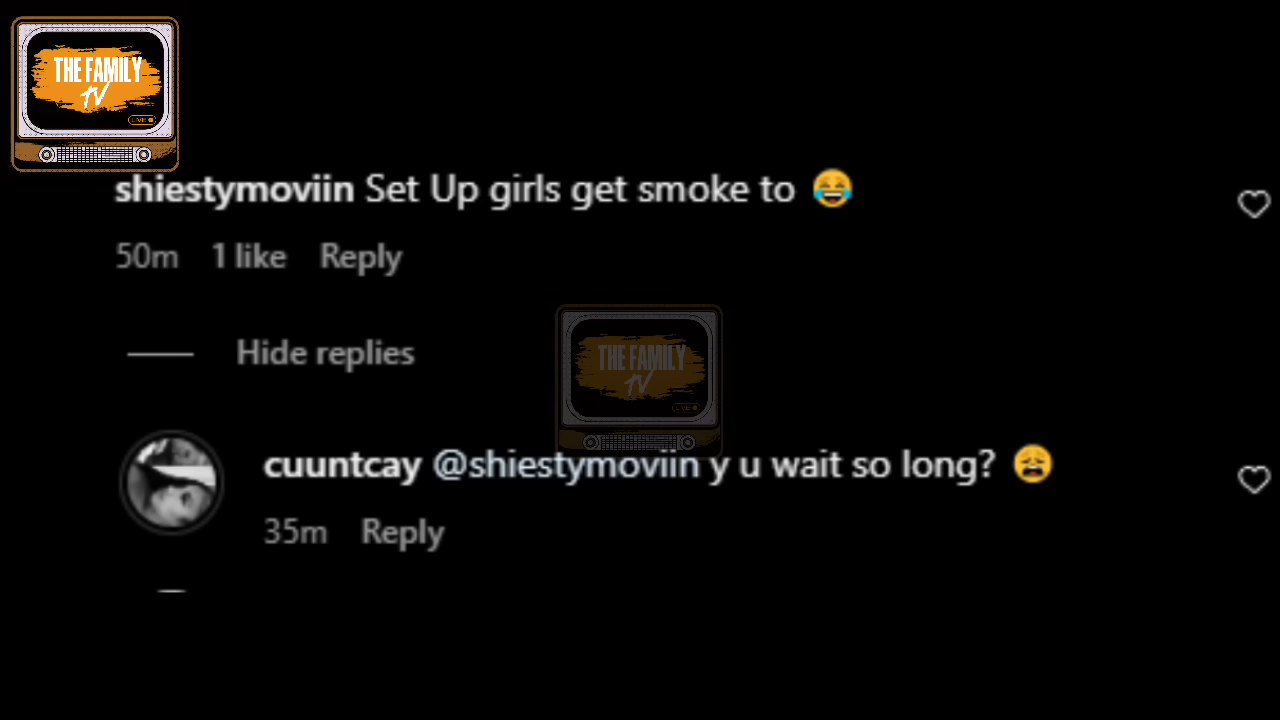 THE FAMILY
TV
LIVE
shiestymoviin Set Up girls get smoke to 😂
50m 1 like Reply
Hide replies
THE FAMILY
TV
LIVE
cuuntcay @shiestymoviin y u wait so long? 😩
35m Reply